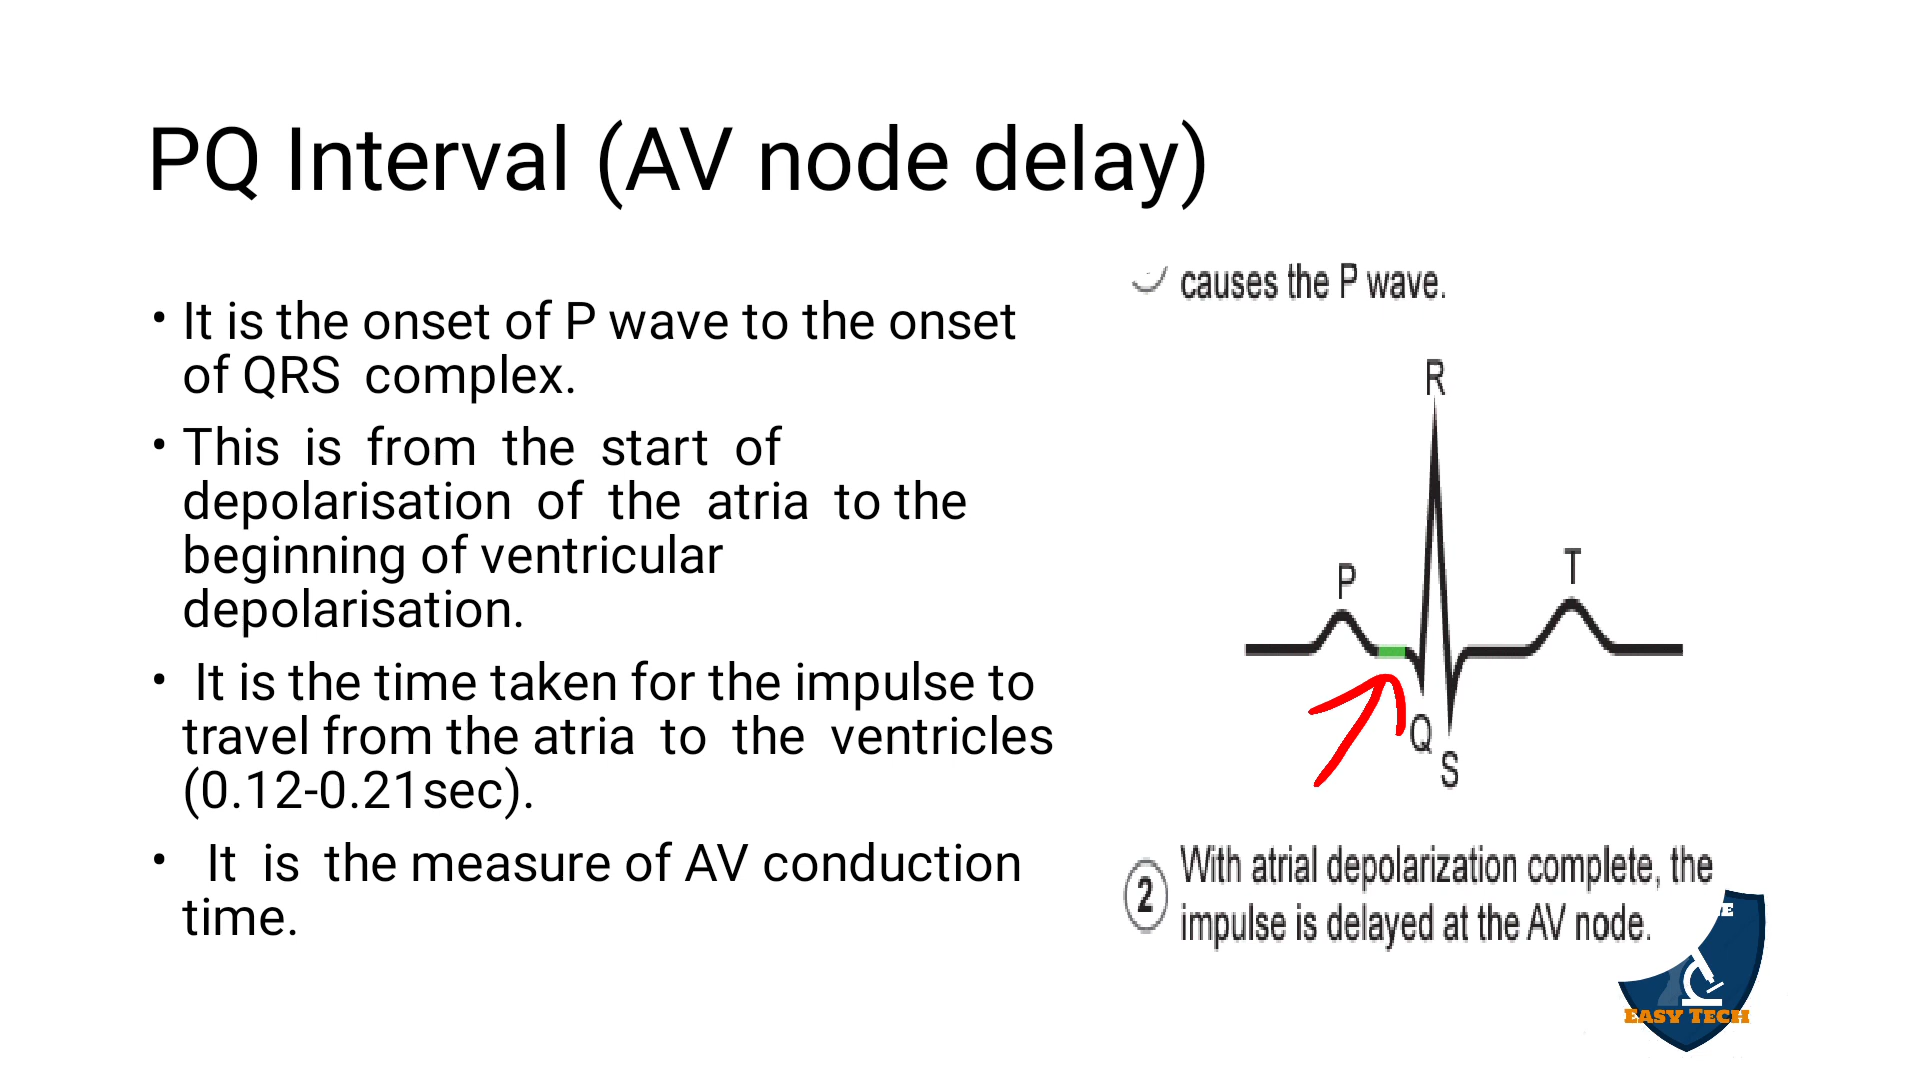 PQ Interval (AV node delay)
• It is the onset of P wave to the onset
of QRS complex.
• This is from the start of
depolarisation of the atria to the
beginning of ventricular
depolarisation.
• It is the time taken for the impulse to
travel from the atria to the ventricles
(0.12-0.21sec).
• It is the measure of AV conduction
time.
causes the P wave.
R
P
T
Q
S
2 With atrial depolarization complete, the
impulse is delayed at the AV node.
EASY TECH